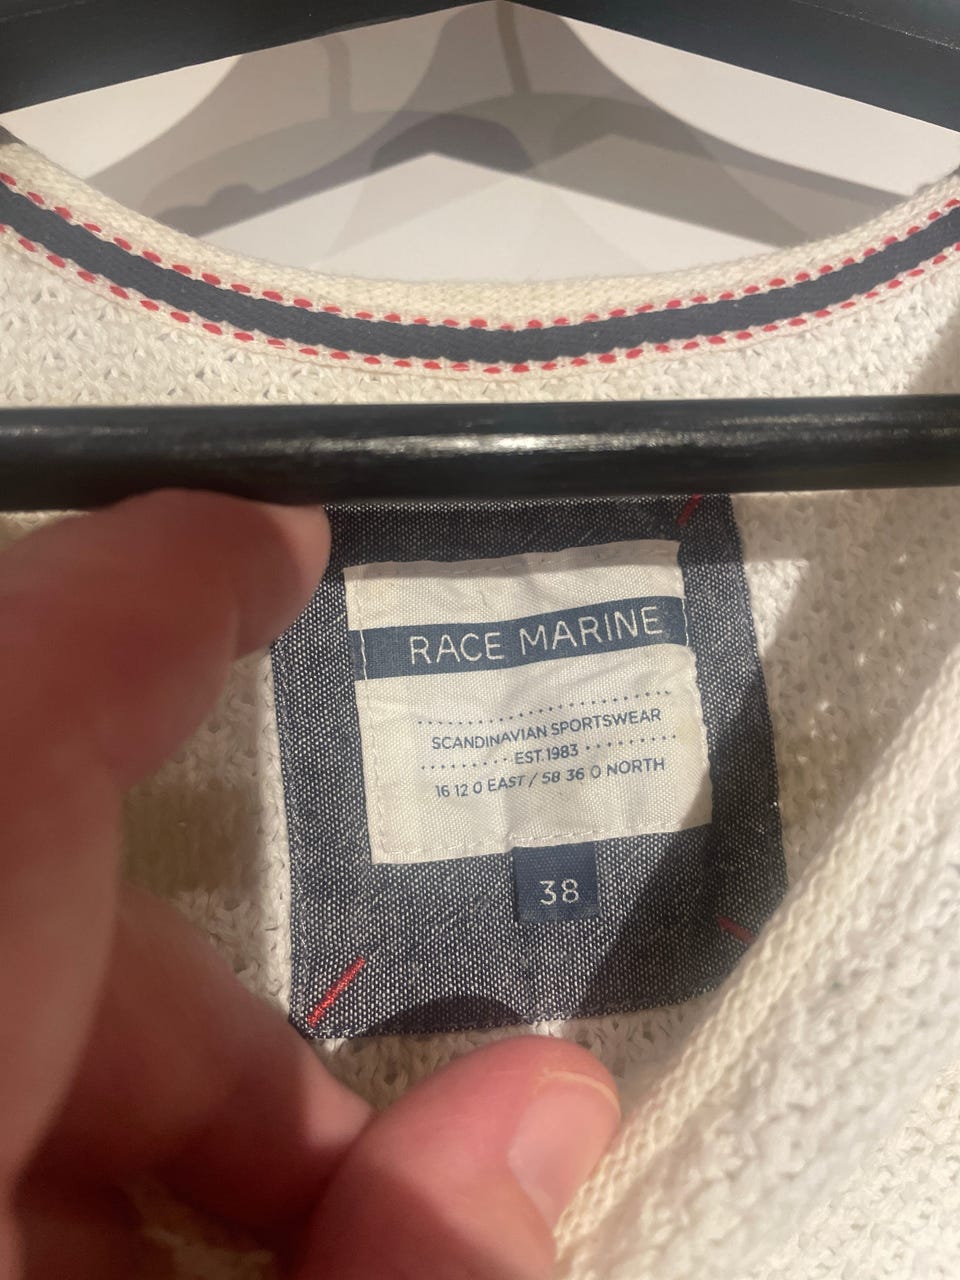 RACE MARINE
SCANDINAVIAN SPORTSWEAR
EST.1983
16 12 0 EAST / 58 36 0 NORTH
38